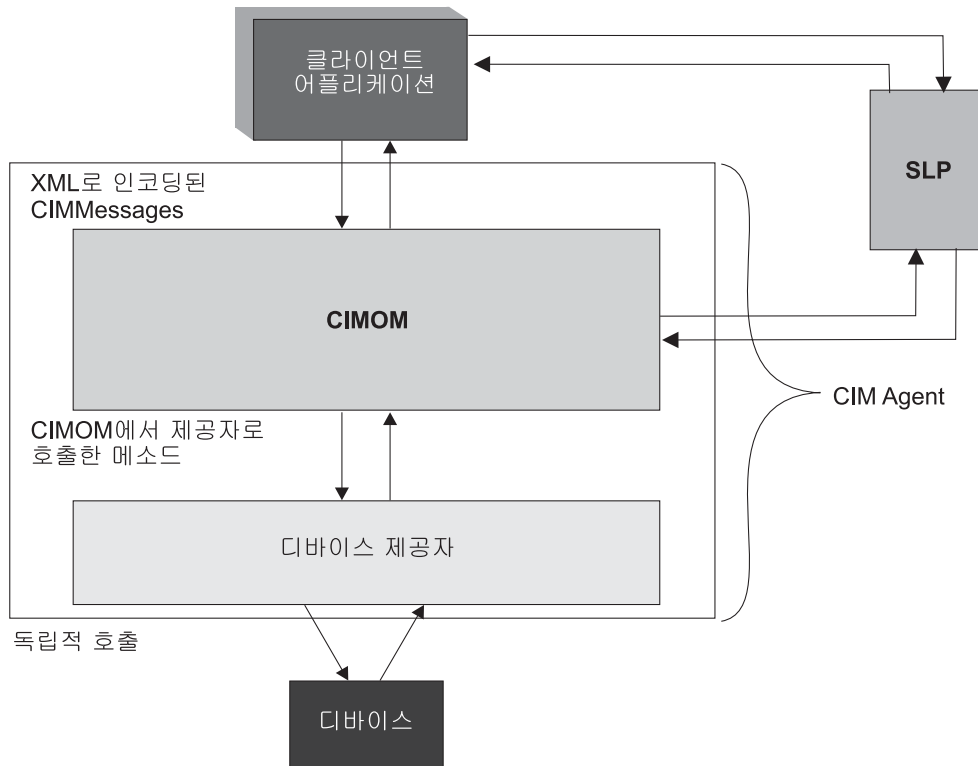 클라이언트
어플리케이션
SLP
XML로 인코딩된
CIMMessages
CIMOM
CIM Agent
CIMOM에서 제공자로
호출한 메소드
디바이스 제공자
독립적 호출
디바이스